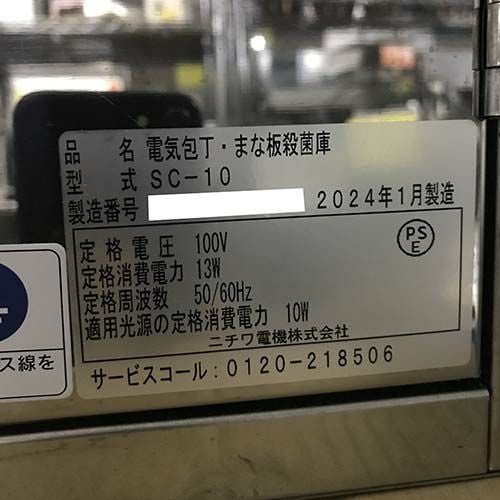 品 名 電気包丁・まな板殺菌庫
型 式 SC-10
製造番号 2024年1月製造
定格電圧 100V
定格消費電力 13W
定格周波数 50/60Hz
適用光源の定格消費電力 10W
ニチワ電機株式会社
サービスコール:0120-218506
PS
E
ス線を